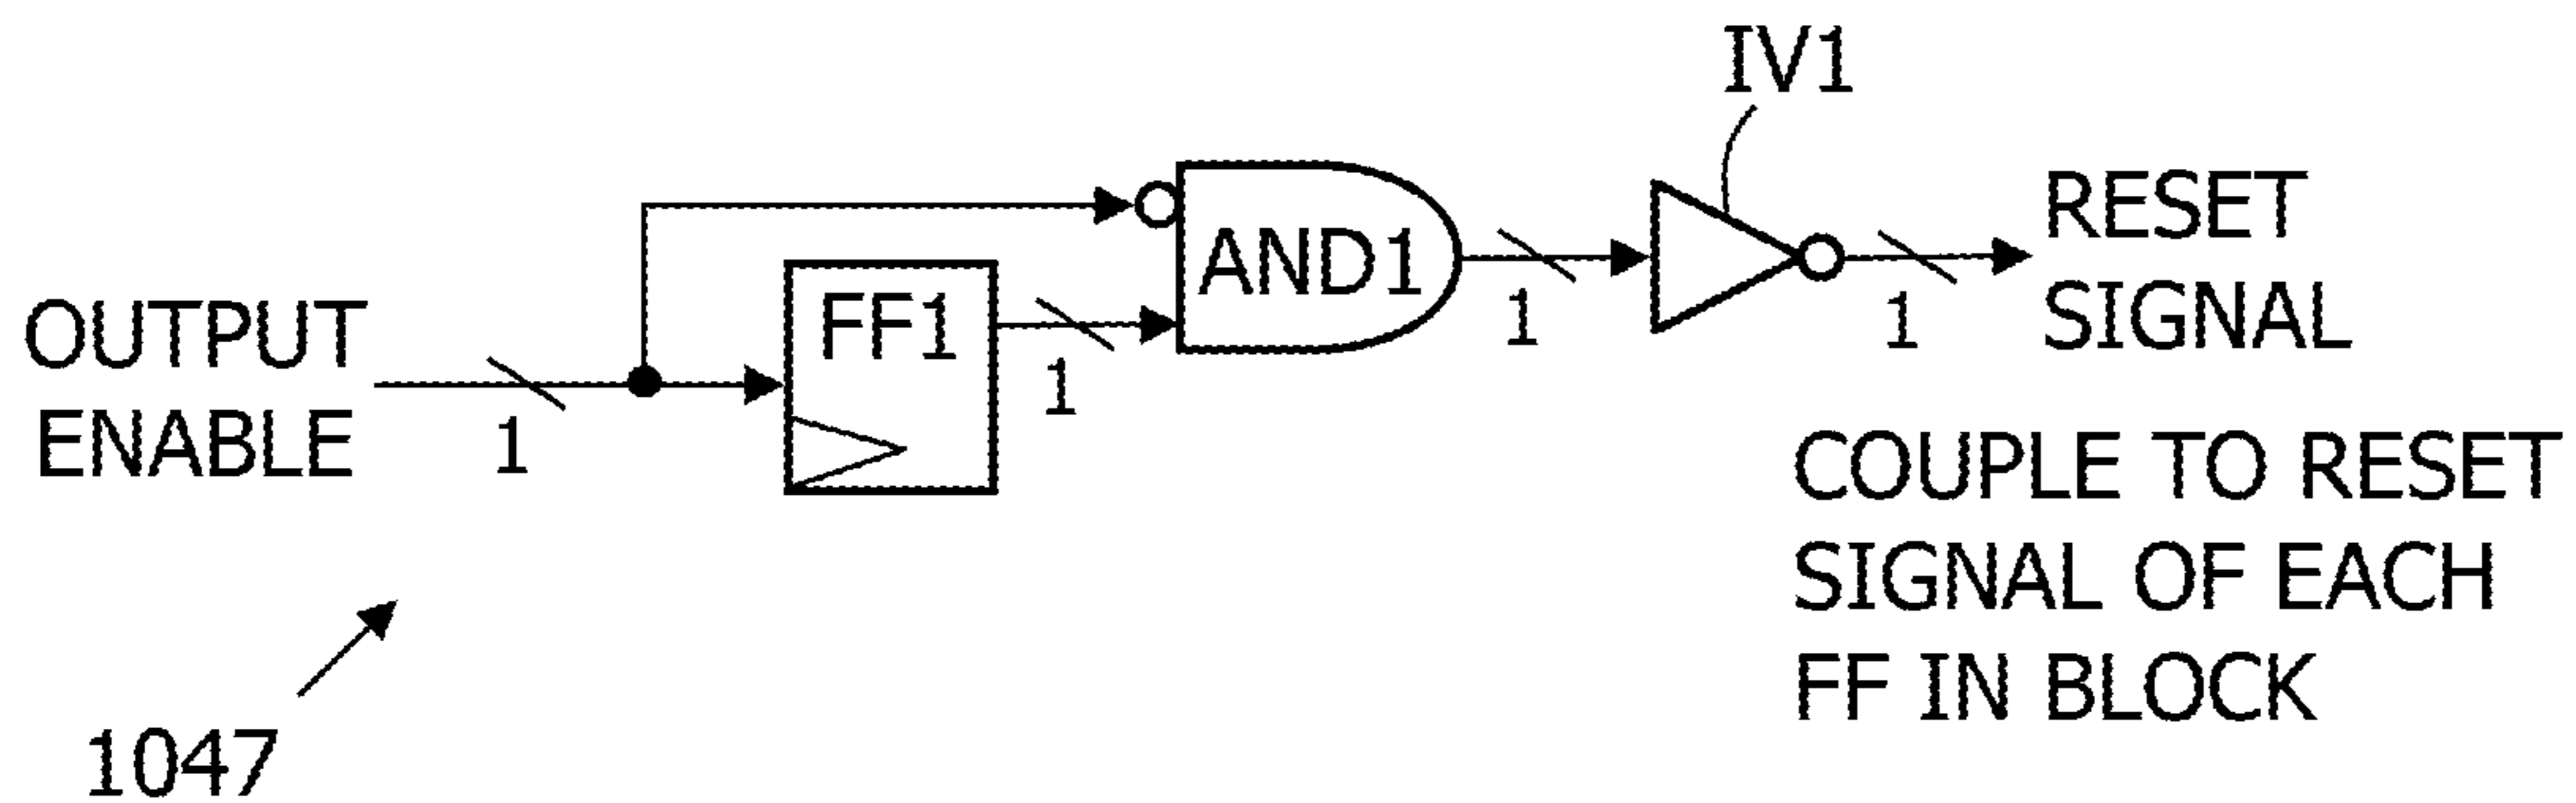 IV1
RESET
SIGNAL
AND1
FF1
OUTPUT
ENABLE
1
1
1
1
COUPLE TO RESET
SIGNAL OF EACH
FF IN BLOCK
1047